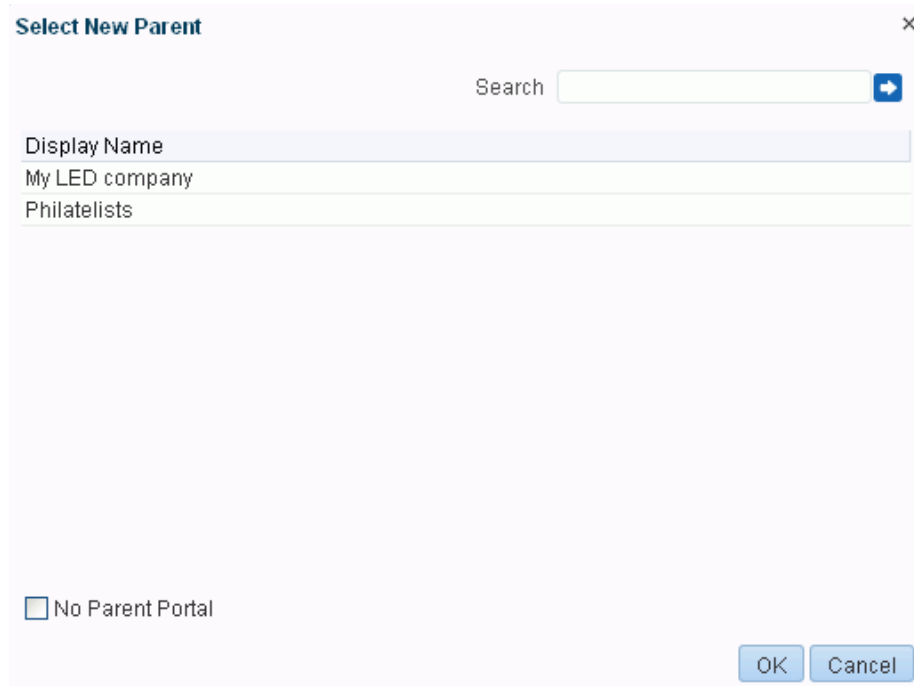 Select New Parent
Search
Display Name
My LED company
Philatelists
No Parent Portal
OK Cancel